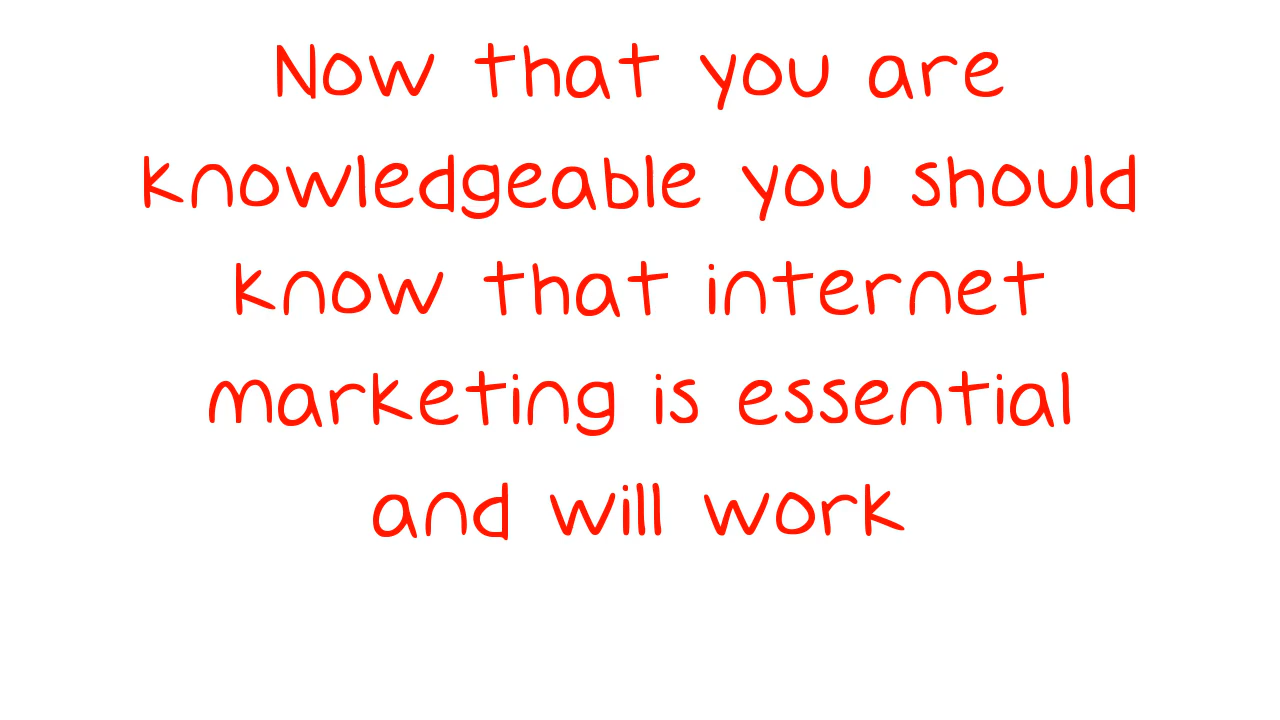 Now that you are
knowledgeable you should
know that internet
marketing is essential
and will work